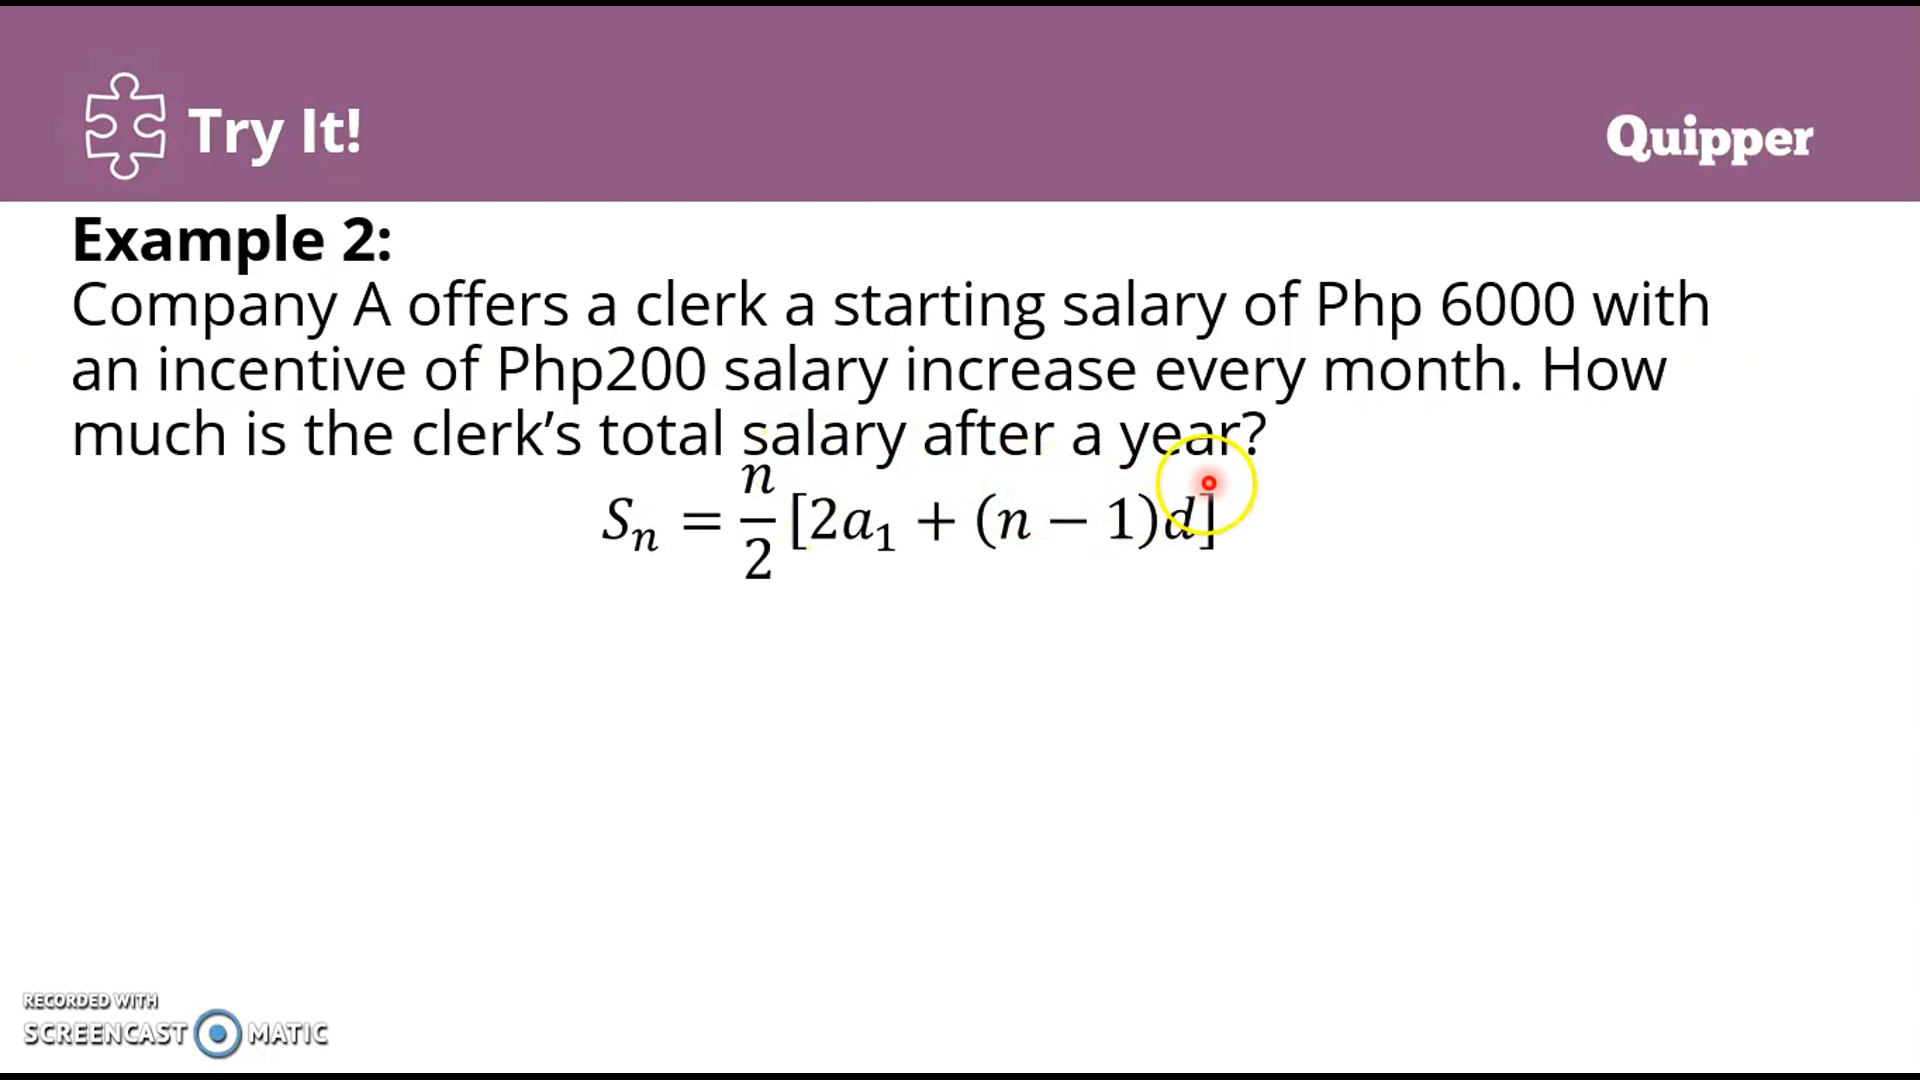 Try It!
Quipper
Example 2:
Company A offers a clerk a starting salary of Php 6000 with
an incentive of Php200 salary increase every month. How
much is the clerk’s total salary after a year?
Sₙ = n/2 [2a₁ + (n − 1)d]
RECORDED WITH
SCREENCAST MATIC